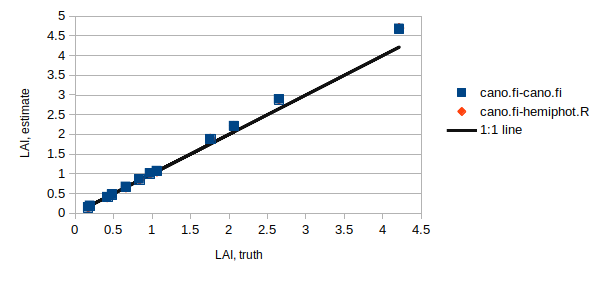 5
4.5
4
3.5
3
2.5
2
1.5
1
0.5
0
LAI, estimate
0 0.5 1 1.5 2 2.5 3 3.5 4 4.5
LAI, truth
cano.fi-cano.fi
cano.fi-hemiphot.R
1:1 line